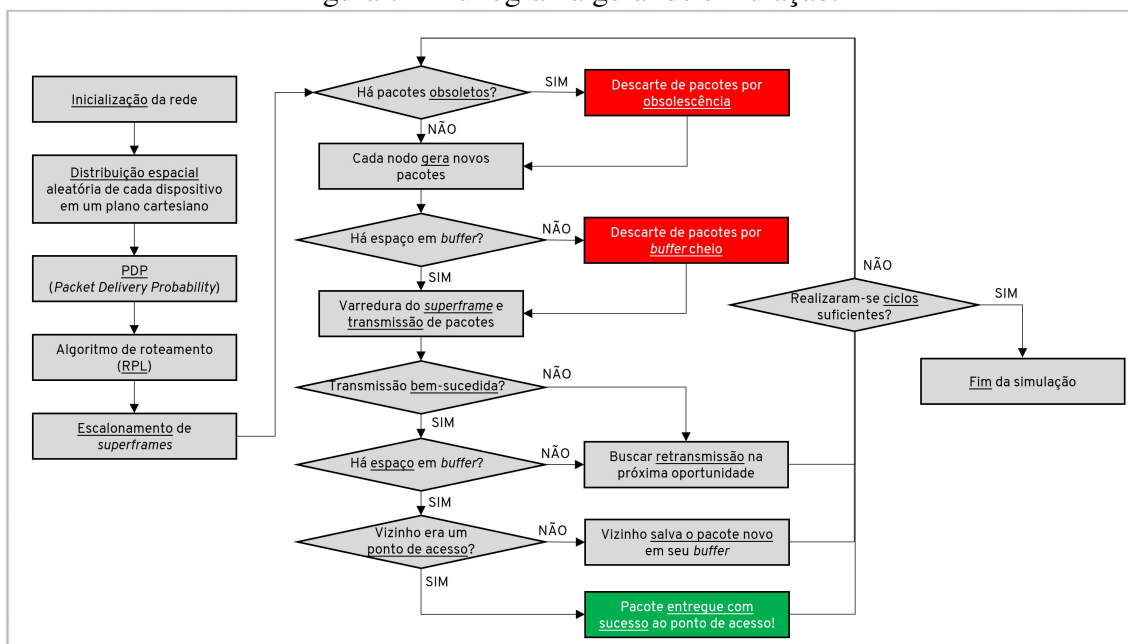 Inicialização da rede
Distribuição espacial
aleatória de cada dispositivo
em um plano cartesiano
PDP
(Packet Delivery Probability)
Algoritmo de roteamento
(RPL)
Escalonamento de
superframes
Há pacotes obsoletos?
SIM
Descarte de pacotes por
obsolescência
NÃO
Cada nodo gera novos
pacotes
Há espaço em buffer?
NÃO
Descarte de pacotes por
buffer cheio
SIM
Varredura do superframe e
transmissão de pacotes
Transmissão bem-sucedida?
NÃO
SIM
Há espaço em buffer?
NÃO
Buscar retransmissão na
próxima oportunidade
SIM
Vizinho era um
ponto de acesso?
NÃO
Vizinho salva o pacote novo
em seu buffer
SIM
Pacote entregue com
sucesso ao ponto de acesso!
NÃO
Realizaram-se ciclos
suficientes?
SIM
Fim da simulação